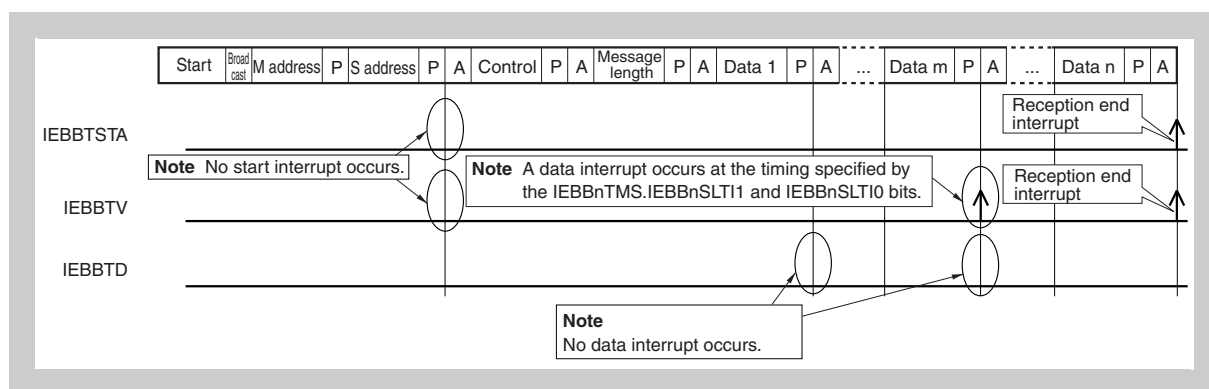 Start Broad cast M address P S address P A Control P A Message length P A Data 1 P A ... Data m P A ... Data n P A
IEBBTSTA
Reception end
interrupt
Note No start interrupt occurs.
Note A data interrupt occurs at the timing specified by
the IEBBnTMS.IEBBnSLTI1 and IEBBnSLTI0 bits.
Reception end
interrupt
IEBBTV
IEBBTD
Note
No data interrupt occurs.